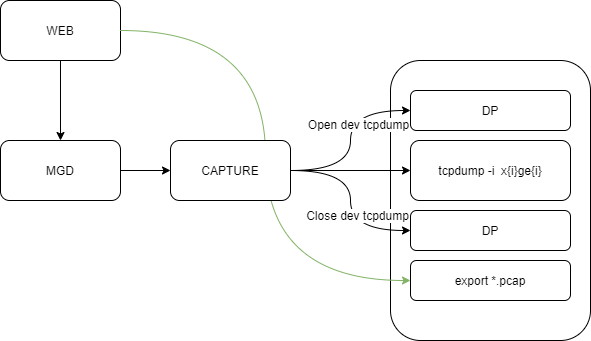 WEB
DP
Open dev tcpdump
MGD
CAPTURE
tcpdump -i  x{i}ge{i}
Close dev tcpdump
DP
export *.pcap